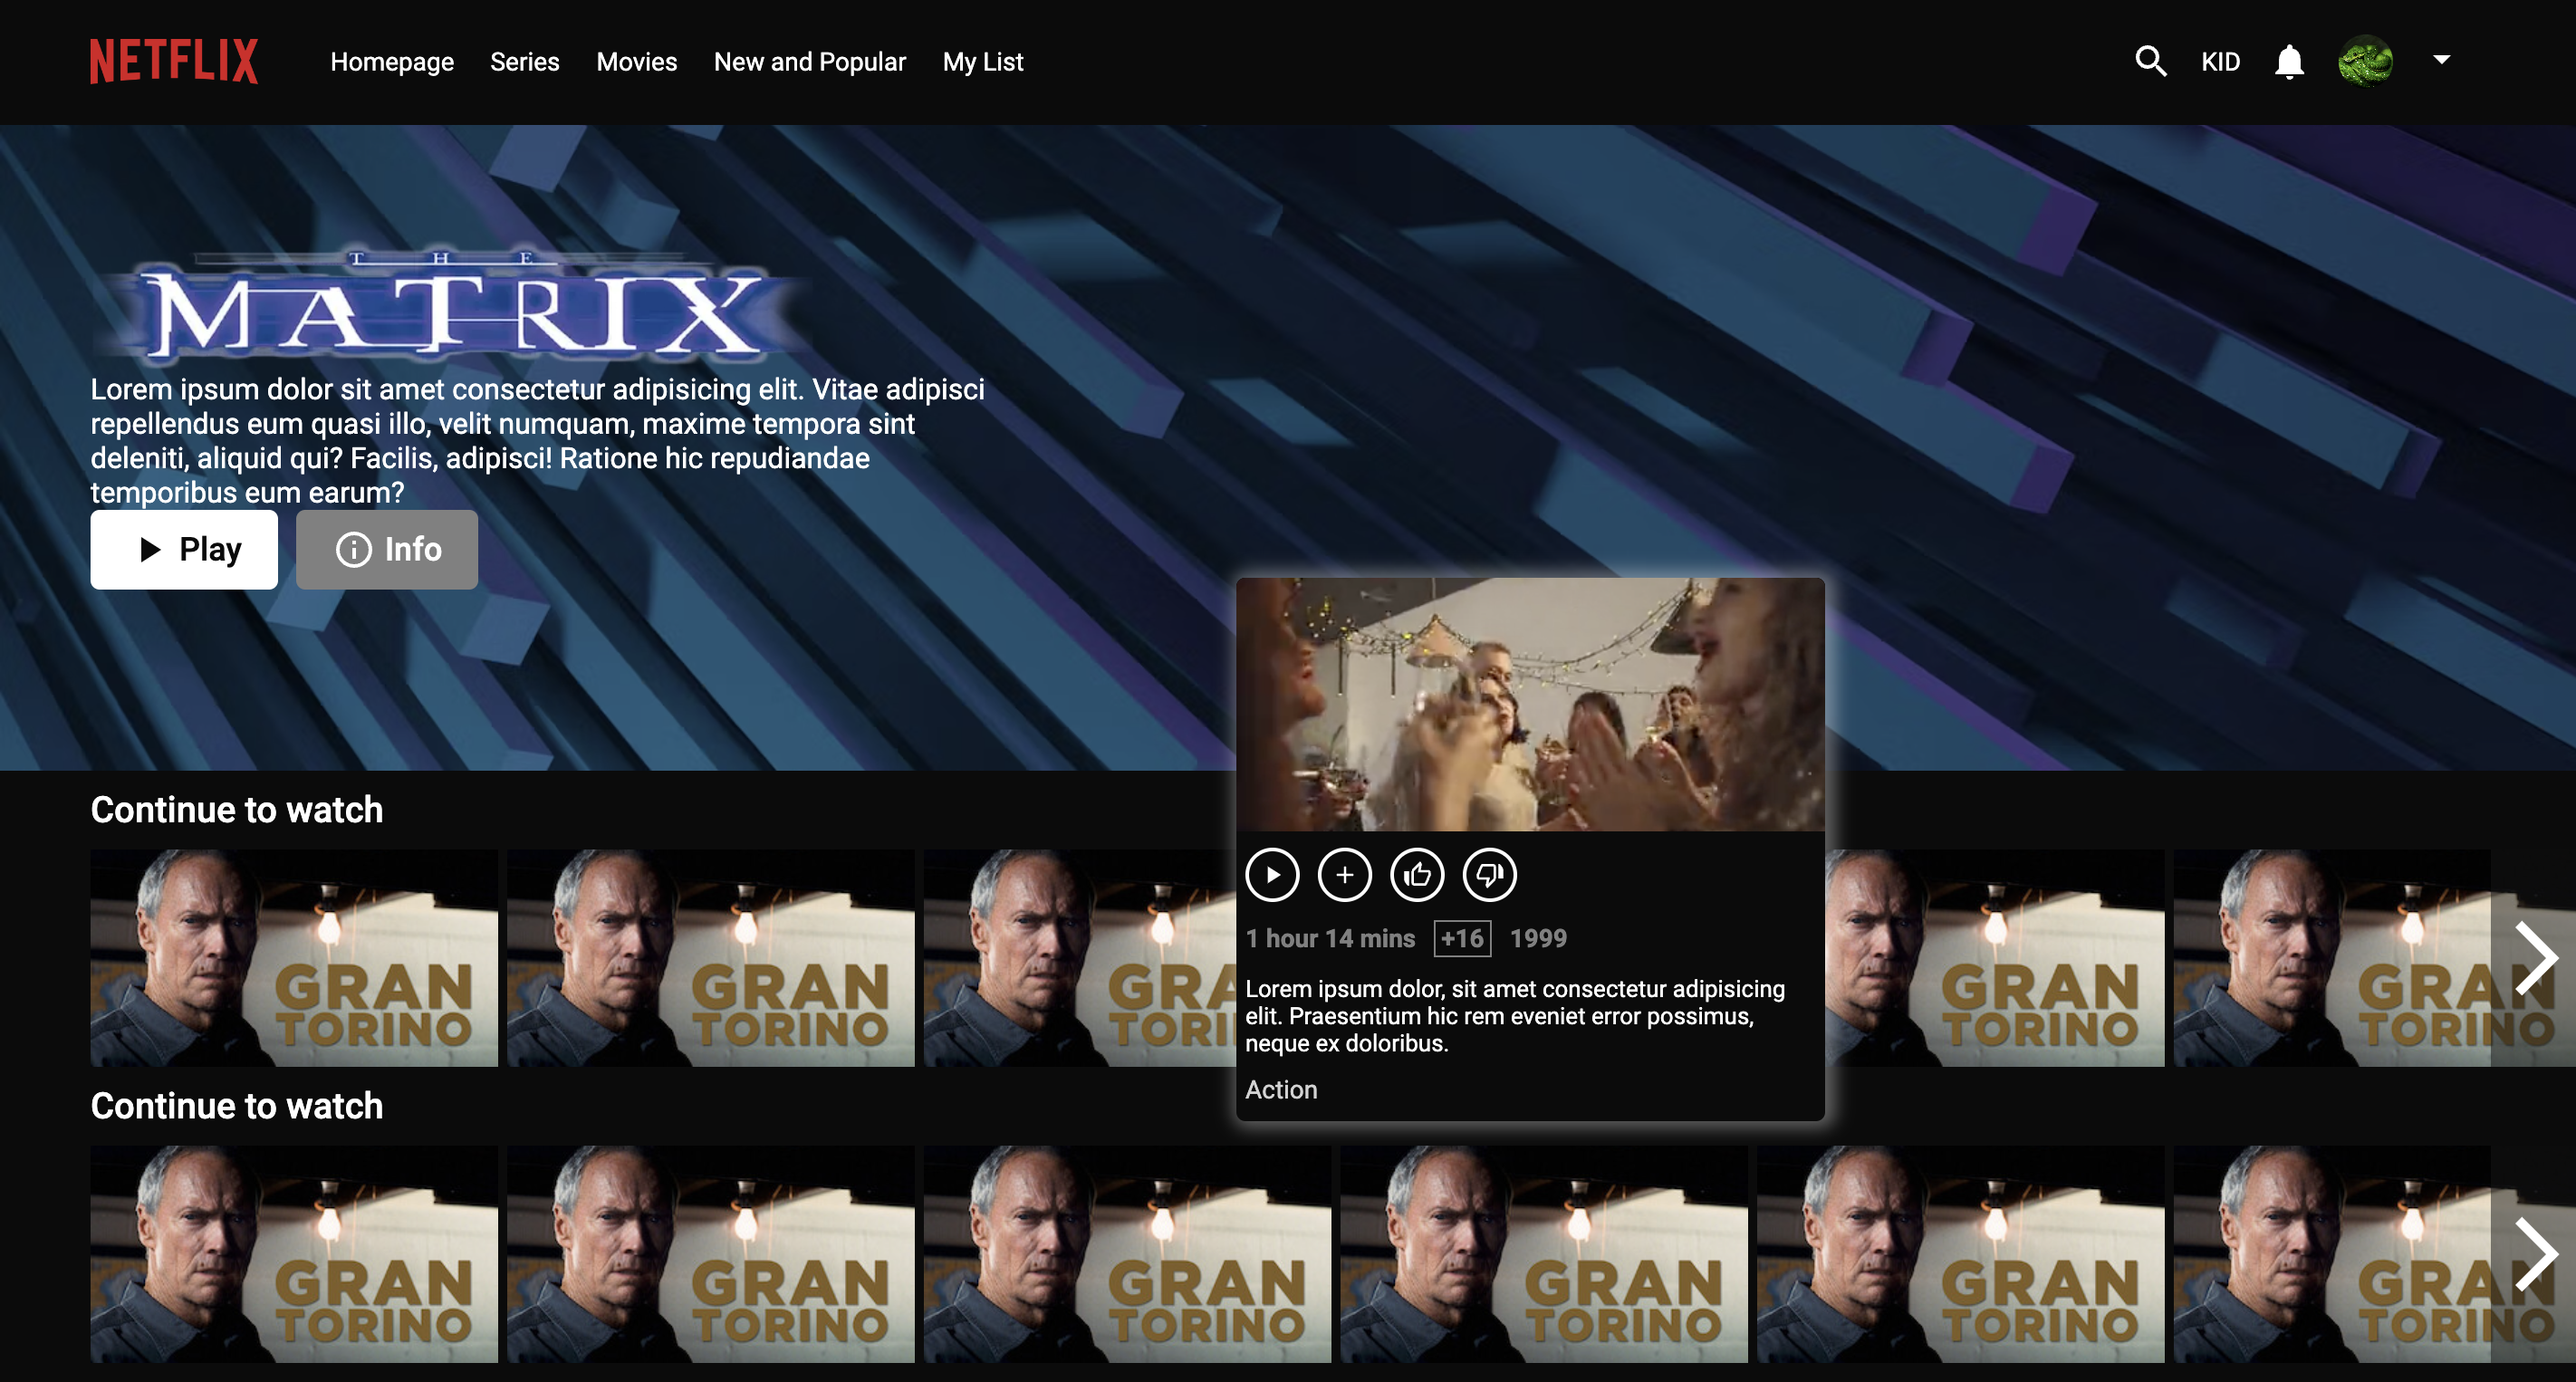 NETFLIX Homepage Series Movies New and Popular My List KID
THE
MATRIX
Lorem ipsum dolor sit amet consectetur adipisicing elit. Vitae adipisci
repellendus eum quasi illo, velit numquam, maxime tempora sint
deleniti, aliquid qui? Facilis, adipisci! Ratione hic repudiandae
temporibus eum earum?
Play Info
Continue to watch
GRAN
TORINO
GRAN
TORINO
GRA
TORI
1 hour 14 mins +16 1999
Lorem ipsum dolor, sit amet consectetur adipisicing
elit. Praesentium hic rem eveniet error possimus,
neque ex doloribus.
Action
GRAN
TORINO
GRAN
TORINO
Continue to watch
GRAN
TORINO
GRAN
TORINO
GRAN
TORINO
GRAN
TORINO
GRAN
TORINO
GRAN
TORINO